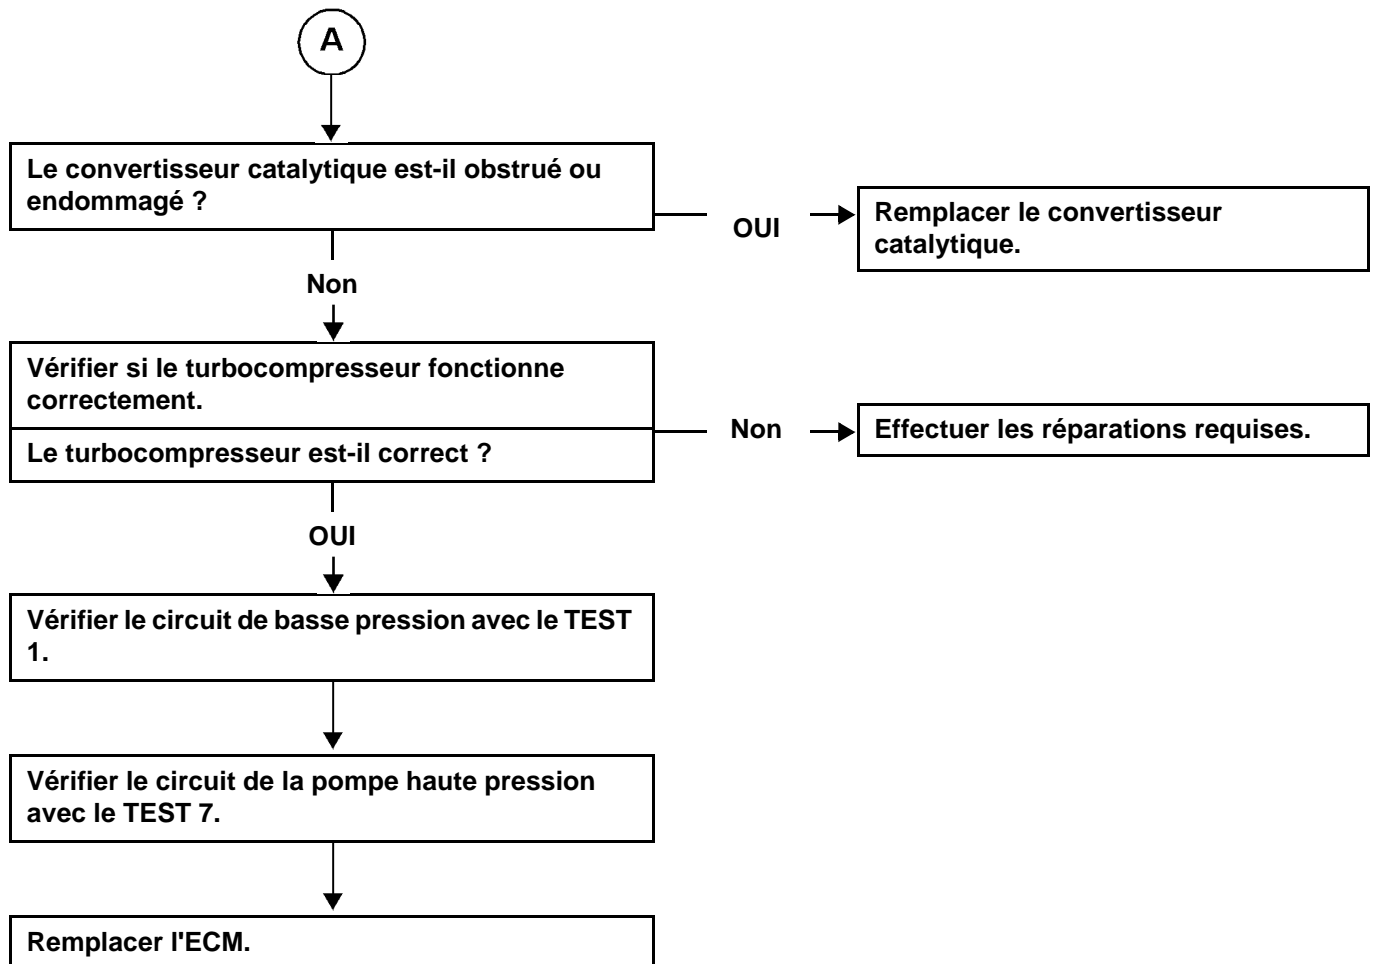 A
Le convertisseur catalytique est-il obstrué ou
endommagé ?
OUI
Remplacer le convertisseur
catalytique.
Non
Vérifier si le turbocompresseur fonctionne
correctement.
Le turbocompresseur est-il correct ?
Non
Effectuer les réparations requises.
OUI
Vérifier le circuit de basse pression avec le TEST
1.
Vérifier le circuit de la pompe haute pression
avec le TEST 7.
Remplacer l'ECM.